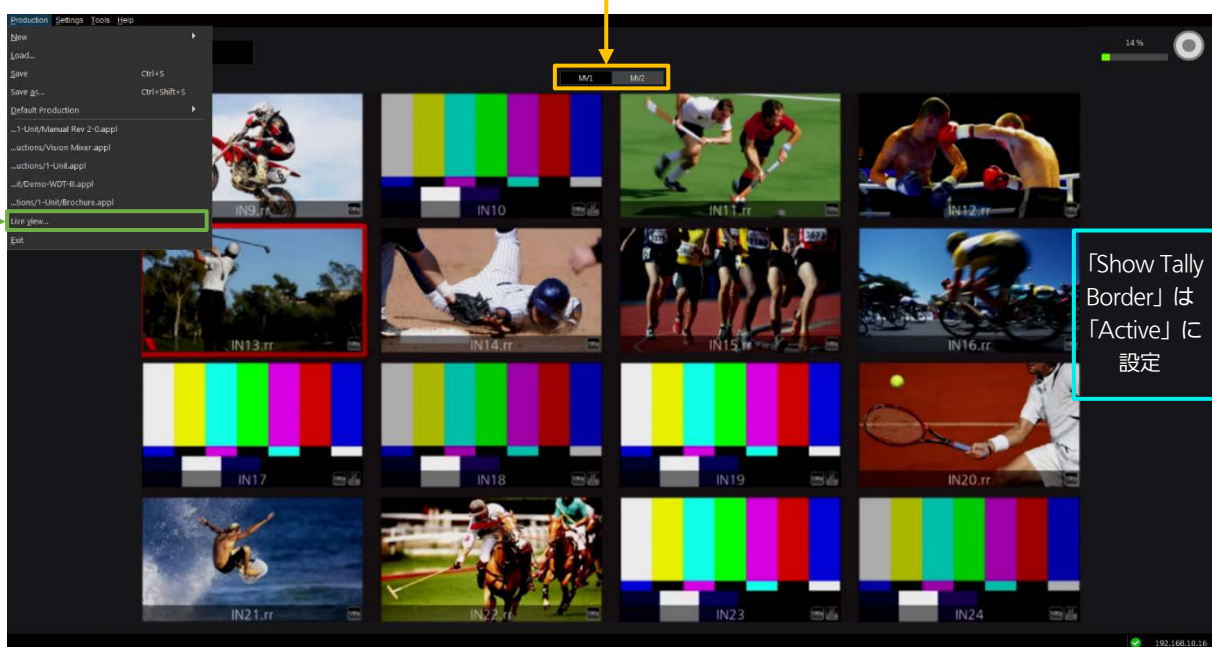 Production Settings Tools Help
New
Load...
Save Ctrl+S
Save as... Ctrl+Shift+S
Default Production
...1-Unit/Manual Rev 2-0.appl
...uctions/Vision Mixer.appl
...uctions/1-Unit.appl
...it/Demo-WDT-III.appl
...tions/1-Unit/Brochure.appl
Live view...
Exit
14 %
MV1 MV2
IN9.rr IN10 IN11.rr IN12.rr
IN13.rr IN14.rr IN15.rr IN16.rr
「Show Tally
Border」は
「Active」に
設定
IN17 IN18 IN19 IN20.rr
IN21.rr IN22.rr IN23 IN24
192.168.10.16